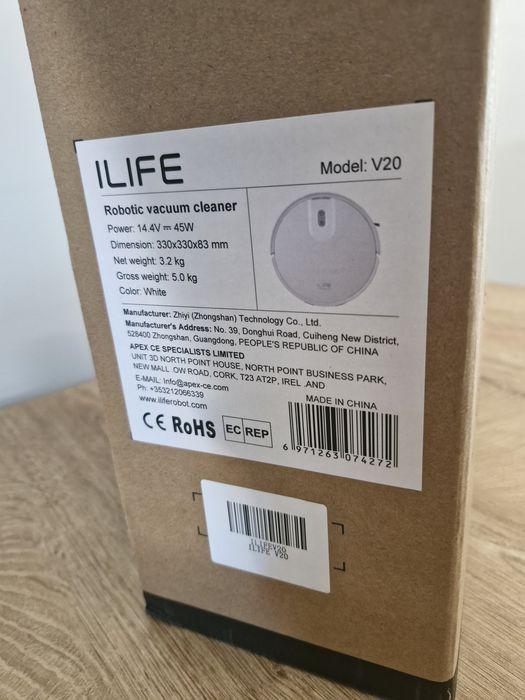 ILIFE
Model: V20
Robotic vacuum cleaner
Power: 14.4V⎓ 45W
Dimension: 330x330x83 mm
Net weight: 3.2 kg
Gross weight: 5.0 kg
Color: White
ILIFE
Manufacturer: Zhiyi (Zhongshan) Technology Co., Ltd.
Manufacturer's Address: No. 39, Donghui Road, Cuiheng New District,
528400 Zhongshan, Guangdong, PEOPLE'S REPUBLIC OF CHINA
APEX CE SPECIALISTS LIMITED
UNIT 3D NORTH POINT HOUSE, NORTH POINT BUSINESS PARK,
NEW MALL .OW ROAD, CORK, T23 AT2P, IREL .AND
E-MAIL: Info@apex-ce.com
Ph: +353212066339
www.iliferobot.com
MADE IN CHINA
CE RoHS EC REP
6 971263 074272
ILIFEV20
ILIFE V20